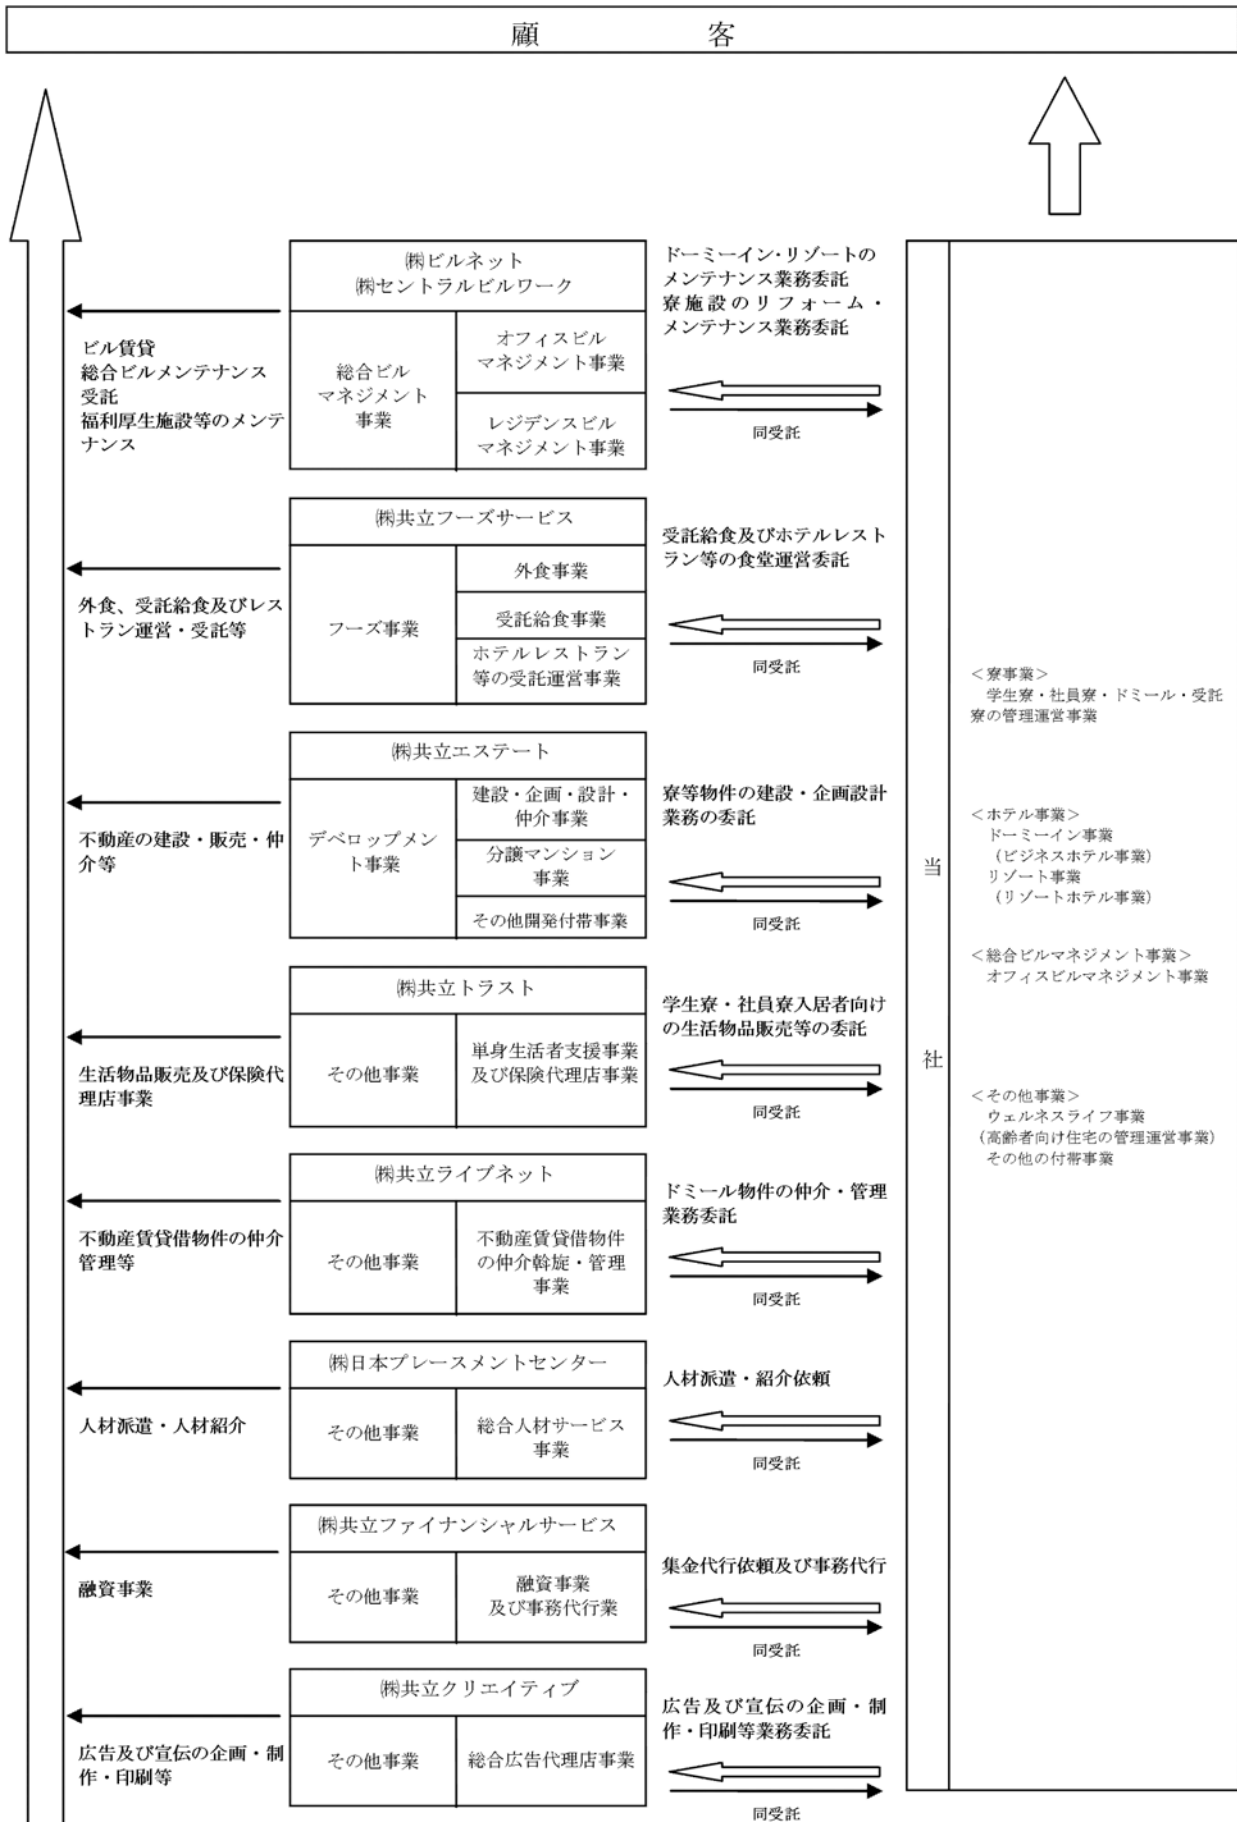 顧客
㈱ビルネット
㈱セントラルビルワーク
総合ビル
マネジメント
事業
オフィスビル
マネジメント事業
レジデンスビル
マネジメント事業
ビル賃貸
総合ビルメンテナンス
受託
福利厚生施設等のメンテ
ナンス
ドーミーイン・リゾートの
メンテナンス業務委託
寮施設のリフォーム・
メンテナンス業務委託
同受託
㈱共立フーズサービス
フーズ事業
外食事業
受託給食事業
ホテルレストラン
等の受託運営事業
外食、受託給食及びレス
トラン運営・受託等
受託給食及びホテルレスト
ラン等の食堂運営委託
同受託
㈱共立エステート
デベロップメン
ト事業
建設・企画・設計・
仲介事業
分譲マンション
事業
その他開発付帯事業
不動産の建設・販売・仲
介等
寮等物件の建設・企画設計
業務の委託
同受託
㈱共立トラスト
その他事業
単身生活者支援事業
及び保険代理店事業
生活物品販売及び保険代
理店事業
学生寮・社員寮入居者向け
の生活物品販売等の委託
同受託
㈱共立ライブネット
その他事業
不動産賃貸借物件
の仲介斡旋・管理
事業
不動産賃貸借物件の仲介
管理等
ドミール物件の仲介・管理
業務委託
同受託
㈱日本プレースメントセンター
その他事業
総合人材サービス
事業
人材派遣・人材紹介
人材派遣・紹介依頼
同受託
㈱共立ファイナンシャルサービス
その他事業
融資事業
及び事務代行業
融資事業
集金代行依頼及び事務代行
同受託
㈱共立クリエイティブ
その他事業
総合広告代理店事業
広告及び宣伝の企画・制
作・印刷等
広告及び宣伝の企画・制
作・印刷等業務委託
同受託
当社
＜寮事業＞
学生寮・社員寮・ドミール・受託
寮の管理運営事業
＜ホテル事業＞
ドーミーイン事業
（ビジネスホテル事業）
リゾート事業
（リゾートホテル事業）
＜総合ビルマネジメント事業＞
オフィスビルマネジメント事業
＜その他事業＞
ウェルネスライフ事業
（高齢者向け住宅の管理運営事業）
その他の付帯事業